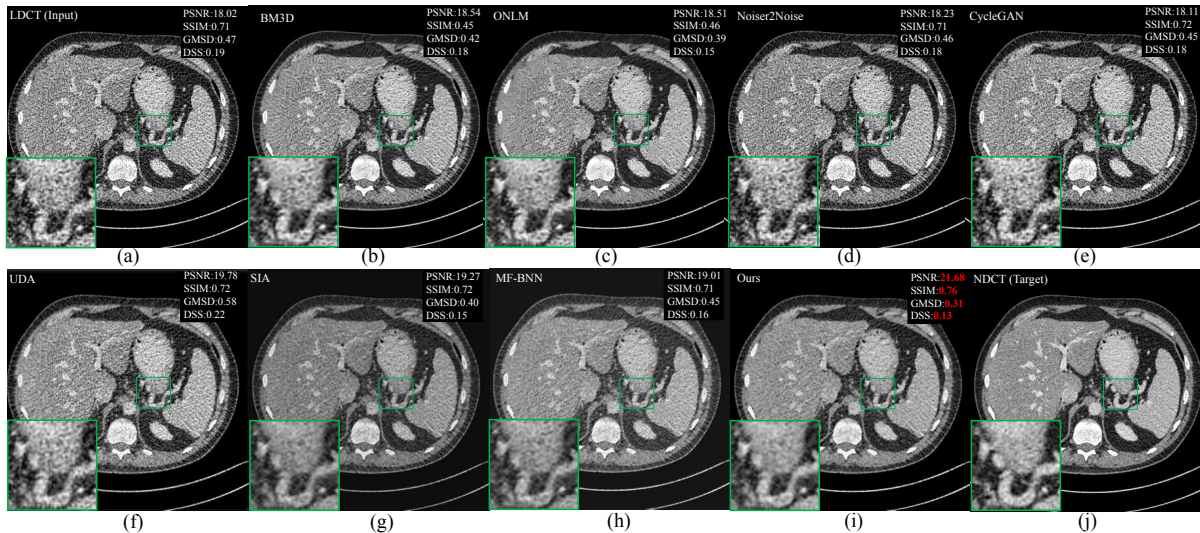 LDCT (Input)
PSNR:18.02
SSIM:0.71
GMSD:0.47
DSS:0.19
BM3D
PSNR:18.54
SSIM:0.45
GMSD:0.42
DSS:0.18
ONLM
PSNR:18.51
SSIM:0.46
GMSD:0.39
DSS:0.15
Noiser2Noise
PSNR:18.23
SSIM:0.71
GMSD:0.46
DSS:0.18
CycleGAN
PSNR:18.11
SSIM:0.72
GMSD:0.45
DSS:0.18
(a)
(b)
(c)
(d)
(e)
UDA
PSNR:19.78
SSIM:0.72
GMSD:0.58
DSS:0.22
SIA
PSNR:19.27
SSIM:0.72
GMSD:0.40
DSS:0.15
MF-BNN
PSNR:19.01
SSIM:0.71
GMSD:0.45
DSS:0.16
Ours
PSNR:21.68
SSIM:0.76
GMSD:0.31
DSS:0.13
NDCT (Target)
(f)
(g)
(h)
(i)
(j)